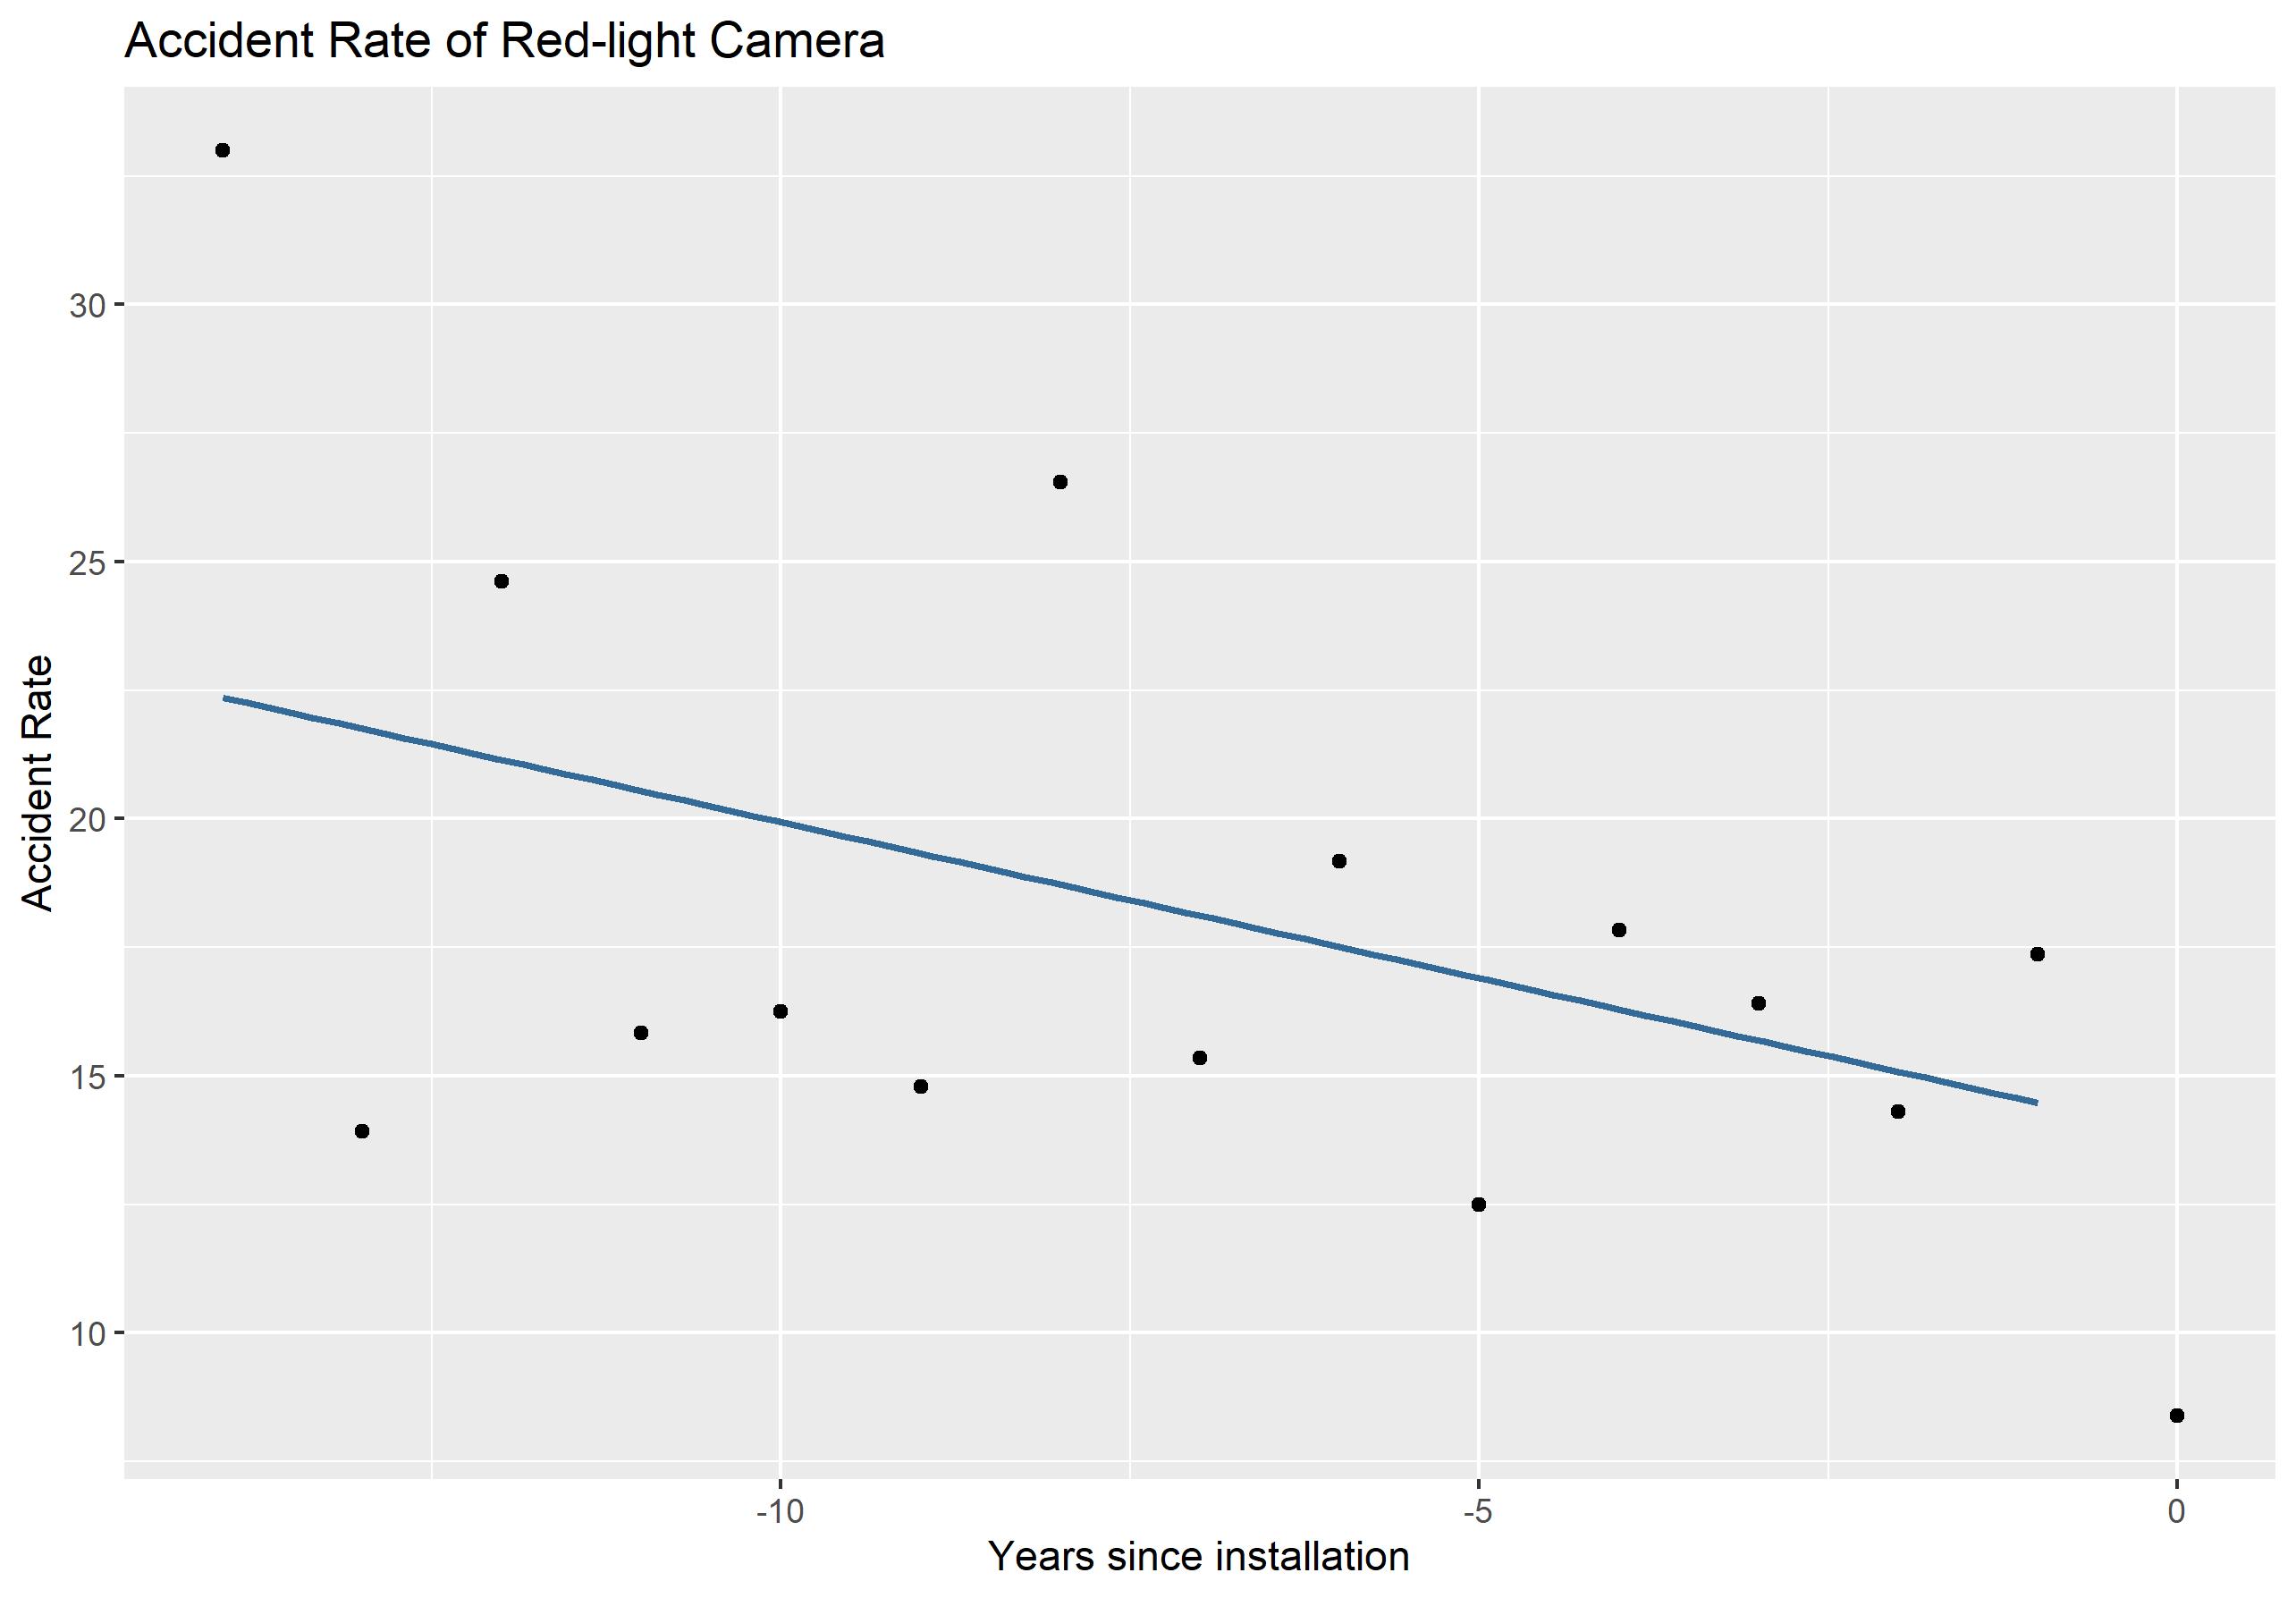 Accident Rate of Red-light Camera
30
25
20
15
10
Accident Rate
-10
-5
0
Years since installation